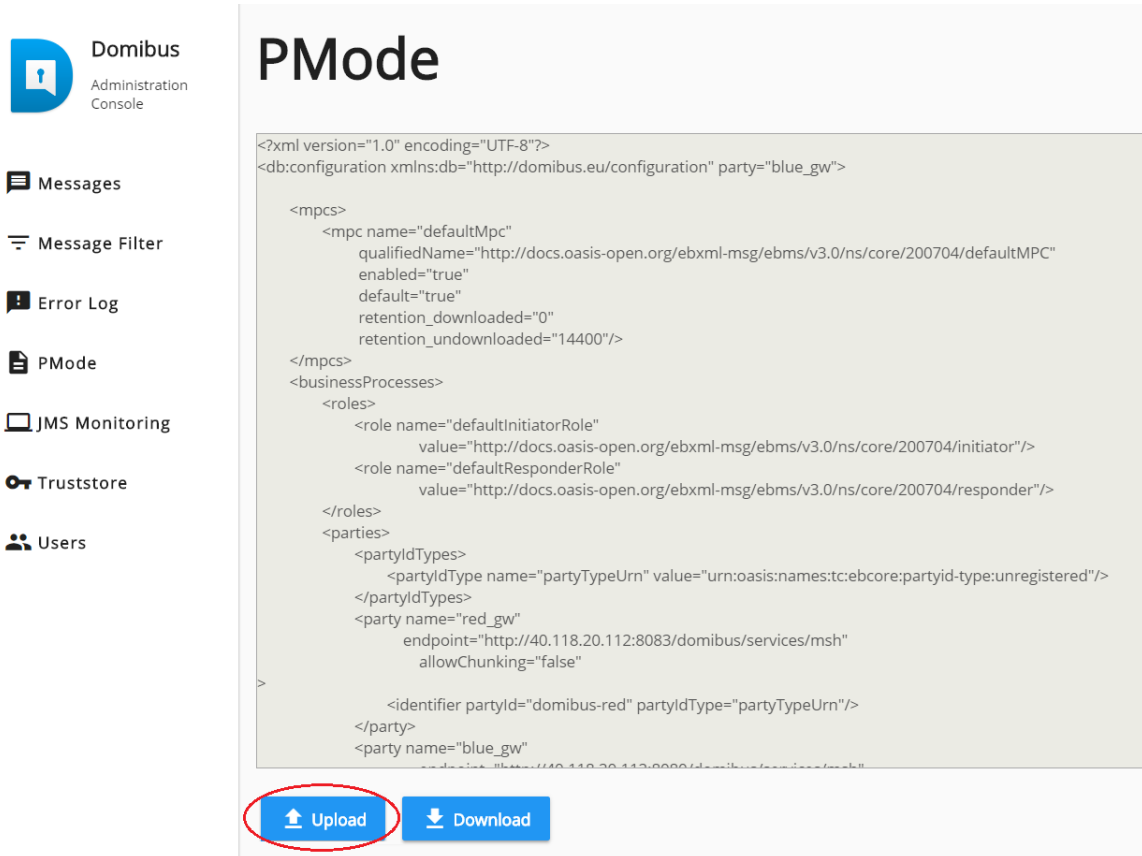 Domibus
Administration
Console
Messages
Message Filter
Error Log
PMode
JMS Monitoring
Truststore
Users
PMode
<?xml version="1.0" encoding="UTF-8"?>
<db:configuration xmlns:db="http://domibus.eu/configuration" party="blue_gw">
<mpcs>
<mpc name="defaultMpc"
qualifiedName="http://docs.oasis-open.org/ebxml-msg/ebms/v3.0/ns/core/200704/defaultMPC"
enabled="true"
default="true"
retention_downloaded="0"
retention_undownloaded="14400"/>
</mpcs>
<businessProcesses>
<roles>
<role name="defaultInitiatorRole"
value="http://docs.oasis-open.org/ebxml-msg/ebms/v3.0/ns/core/200704/initiator"/>
<role name="defaultResponderRole"
value="http://docs.oasis-open.org/ebxml-msg/ebms/v3.0/ns/core/200704/responder"/>
</roles>
<parties>
<partyIdTypes>
<partyIdType name="partyTypeUrn" value="urn:oasis:names:tc:ebcore:partyid-type:unregistered"/>
</partyIdTypes>
<party name="red_gw"
endpoint="http://40.118.20.112:8083/domibus/services/msh"
allowChunking="false"
>
<identifier partyId="domibus-red" partyIdType="partyTypeUrn"/>
</party>
<party name="blue_gw"
Upload
Download